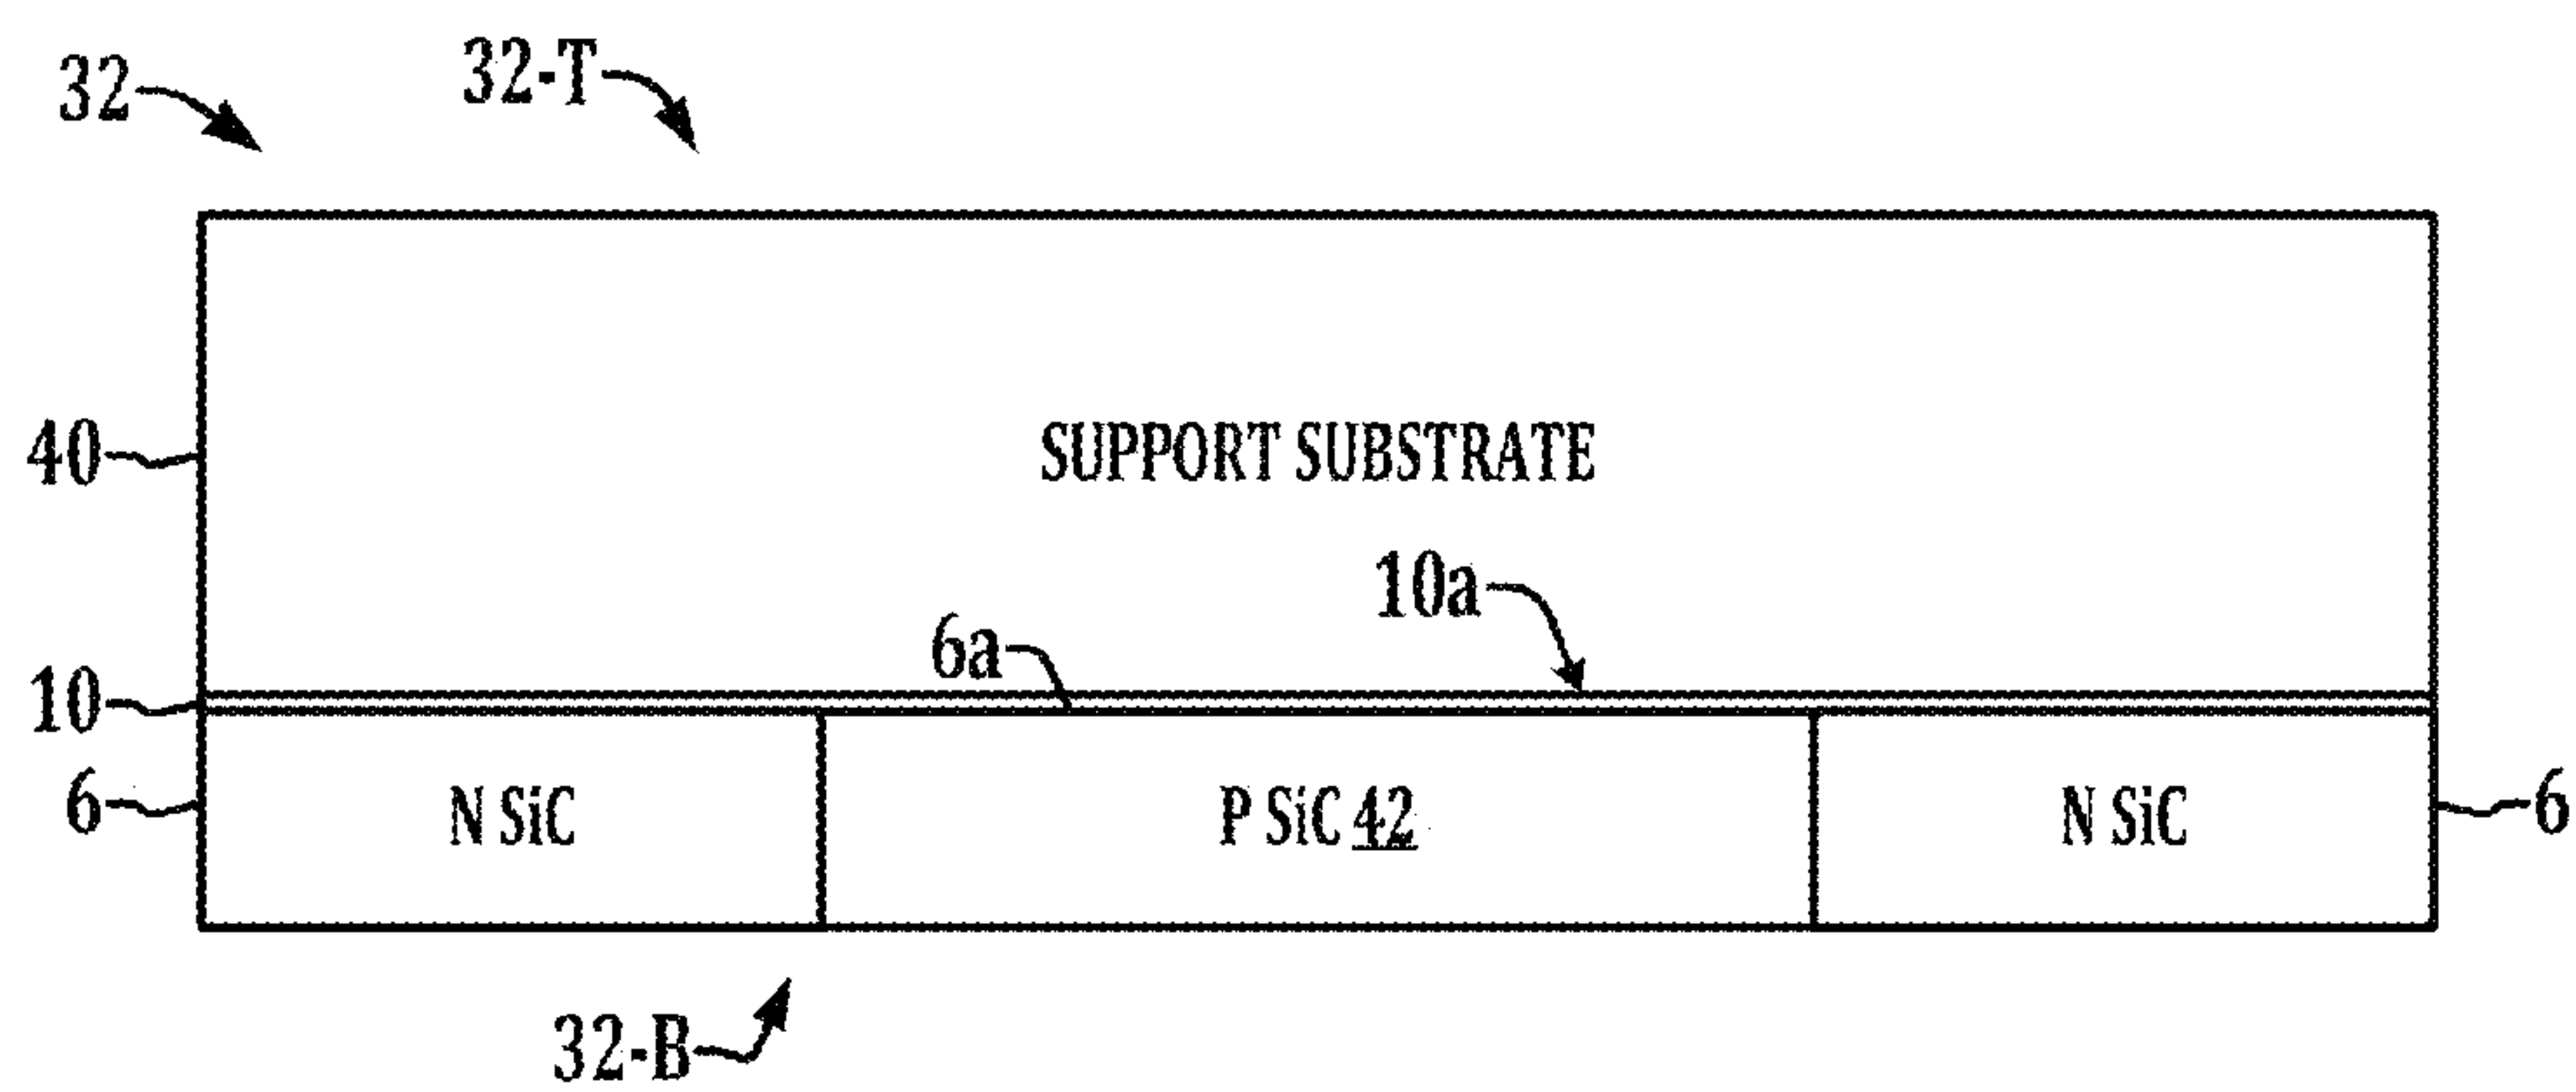 32
32-T
40
SUPPORT SUBSTRATE
10a
6a
10
6
N SiC
P SiC 42
N SiC
6
32-B